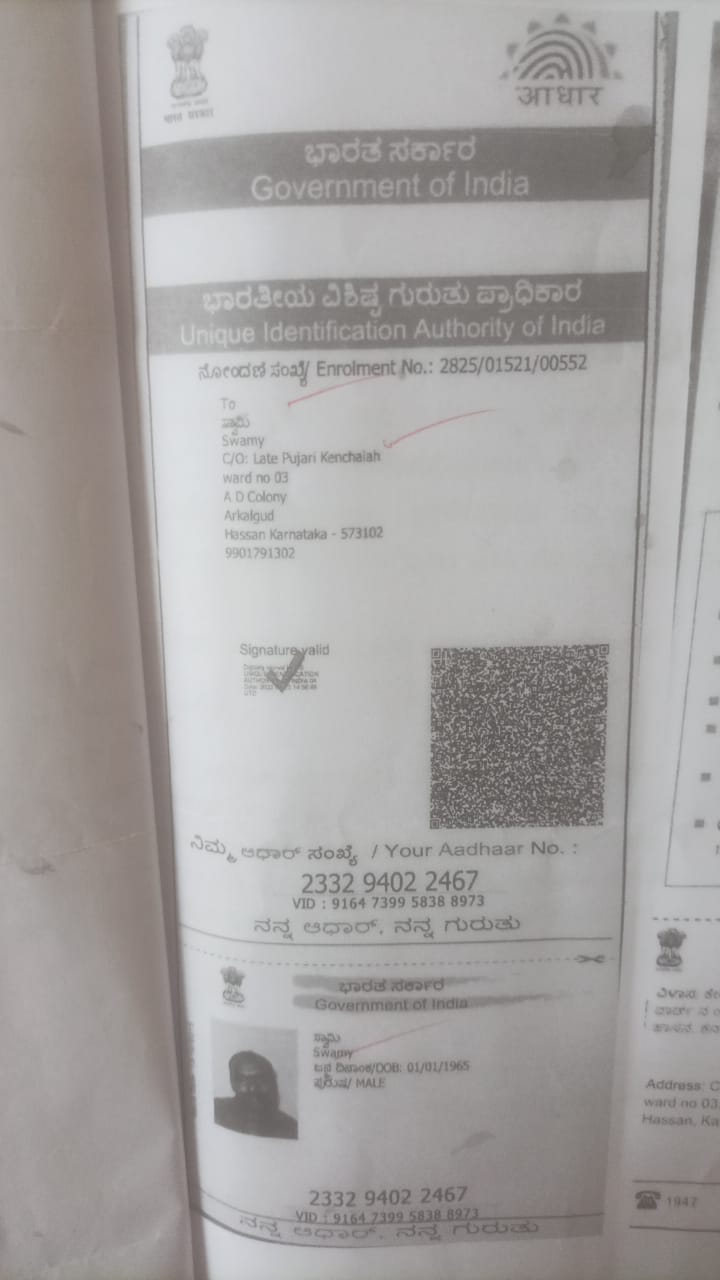 भारत सरकार
आधार
ಭಾರತ ಸರ್ಕಾರ
Government of India
ಭಾರತೀಯ ವಿಶಿಷ್ಟ ಗುರುತು ಪ್ರಾಧಿಕಾರ
Unique Identification Authority of India
ನೋಂದಣಿ ಸಂಖ್ಯೆ/ Enrolment No.: 2825/01521/00552
To
ಸ್ವಾಮಿ
Swamy
C/O: Late Pujari Kenchaiah
ward no 03
A D Colony
Arkalgud
Hassan Karnataka - 573102
9901791302
Signature valid
ನಿಮ್ಮ ಆಧಾರ್ ಸಂಖ್ಯೆ / Your Aadhaar No. :
2332 9402 2467
VID : 9164 7399 5838 8973
ನನ್ನ ಆಧಾರ್, ನನ್ನ ಗುರುತು
ಭಾರತ ಸರ್ಕಾರ
Government of India
ಸ್ವಾಮಿ
Swamy
ಜನ್ಮ ದಿನಾಂಕ/DOB: 01/01/1965
ಪುರುಷ/ MALE
2332 9402 2467
VID : 9164 7399 5838 8973
ನನ್ನ ಆಧಾರ್, ನನ್ನ ಗುರುತು
ವಿಳಾಸ:
Address:
ward no 03
Hassan,
1947